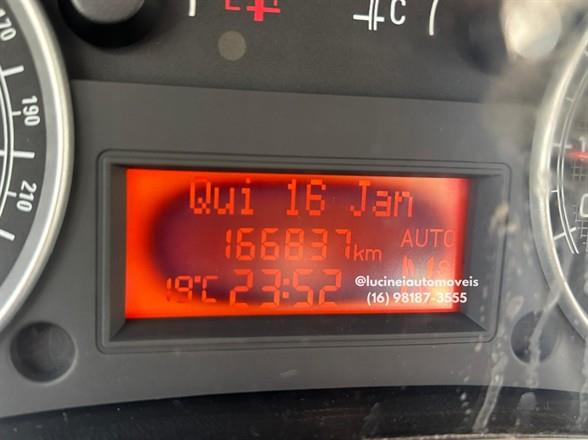 170
190
210
E
C
Qui 16 Jan
166837km
AUTO
19°C 23:52
@lucineiautomoveis
(16) 98187-3555